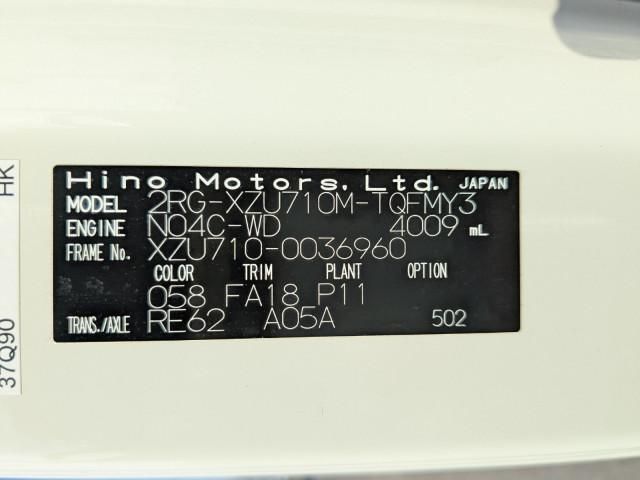 Hino Motors, Ltd. JAPAN
MODEL 2RG-XZU710M-TQFMY3
ENGINE N04C-WD 4009 mL
FRAME No. XZU710-0036960
COLOR TRIM PLANT OPTION
058 FA18 P11
TRANS./AXLE RE62 A05A 502
37Q90 HK